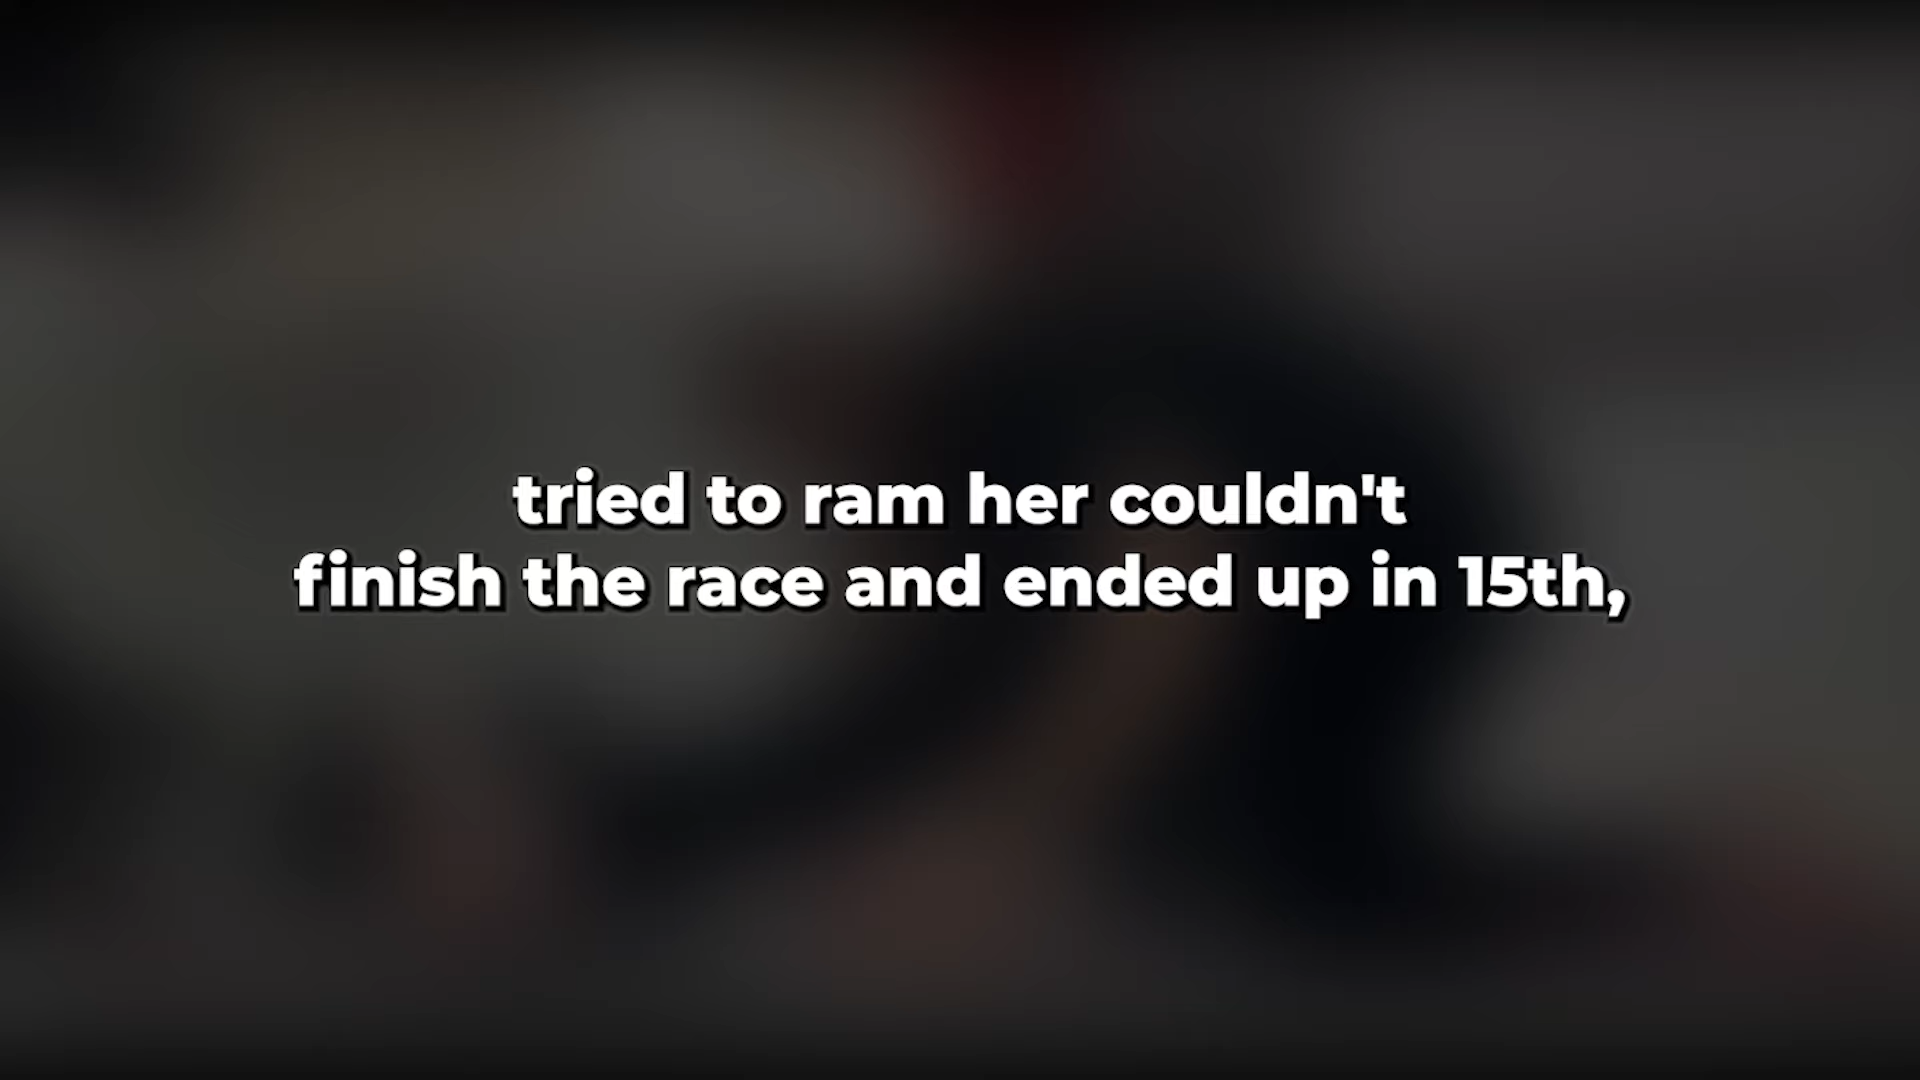 tried to ram her couldn't
finish the race and ended up in 15th,